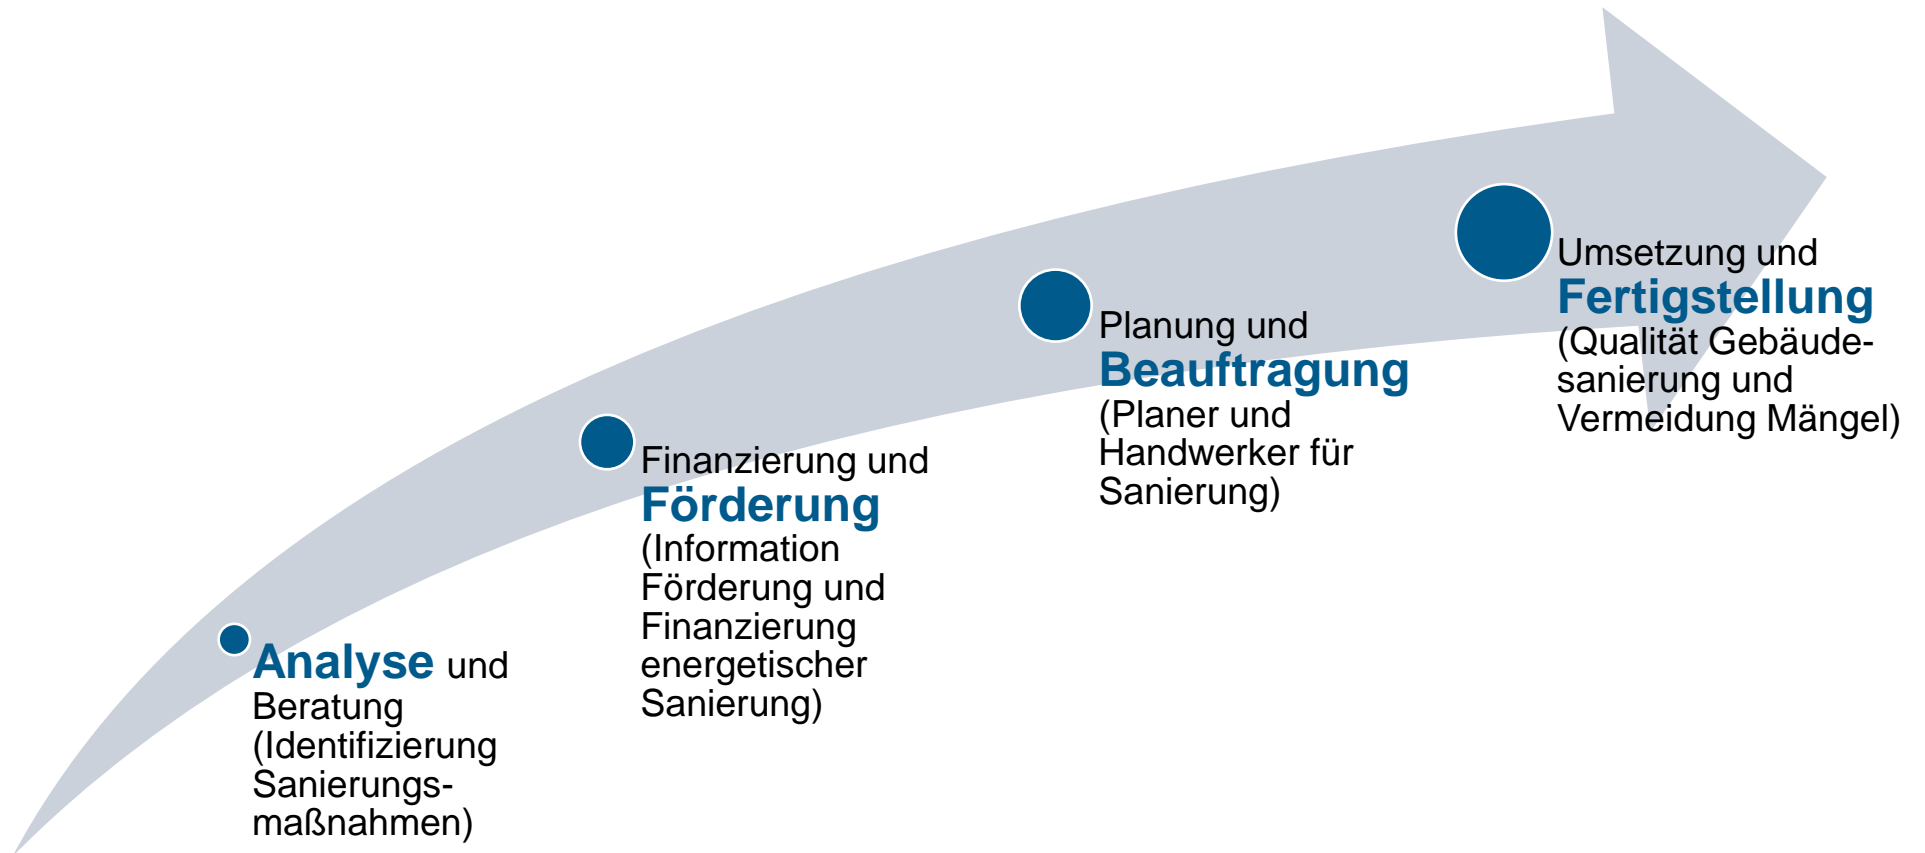 Analyse und
Beratung
(Identifizierung
Sanierungs-
maßnahmen)
Finanzierung und
Förderung
(Information
Förderung und
Finanzierung
energetischer
Sanierung)
Planung und
Beauftragung
(Planer und
Handwerker für
Sanierung)
Umsetzung und
Fertigstellung
(Qualität Gebäude-
sanierung und
Vermeidung Mängel)